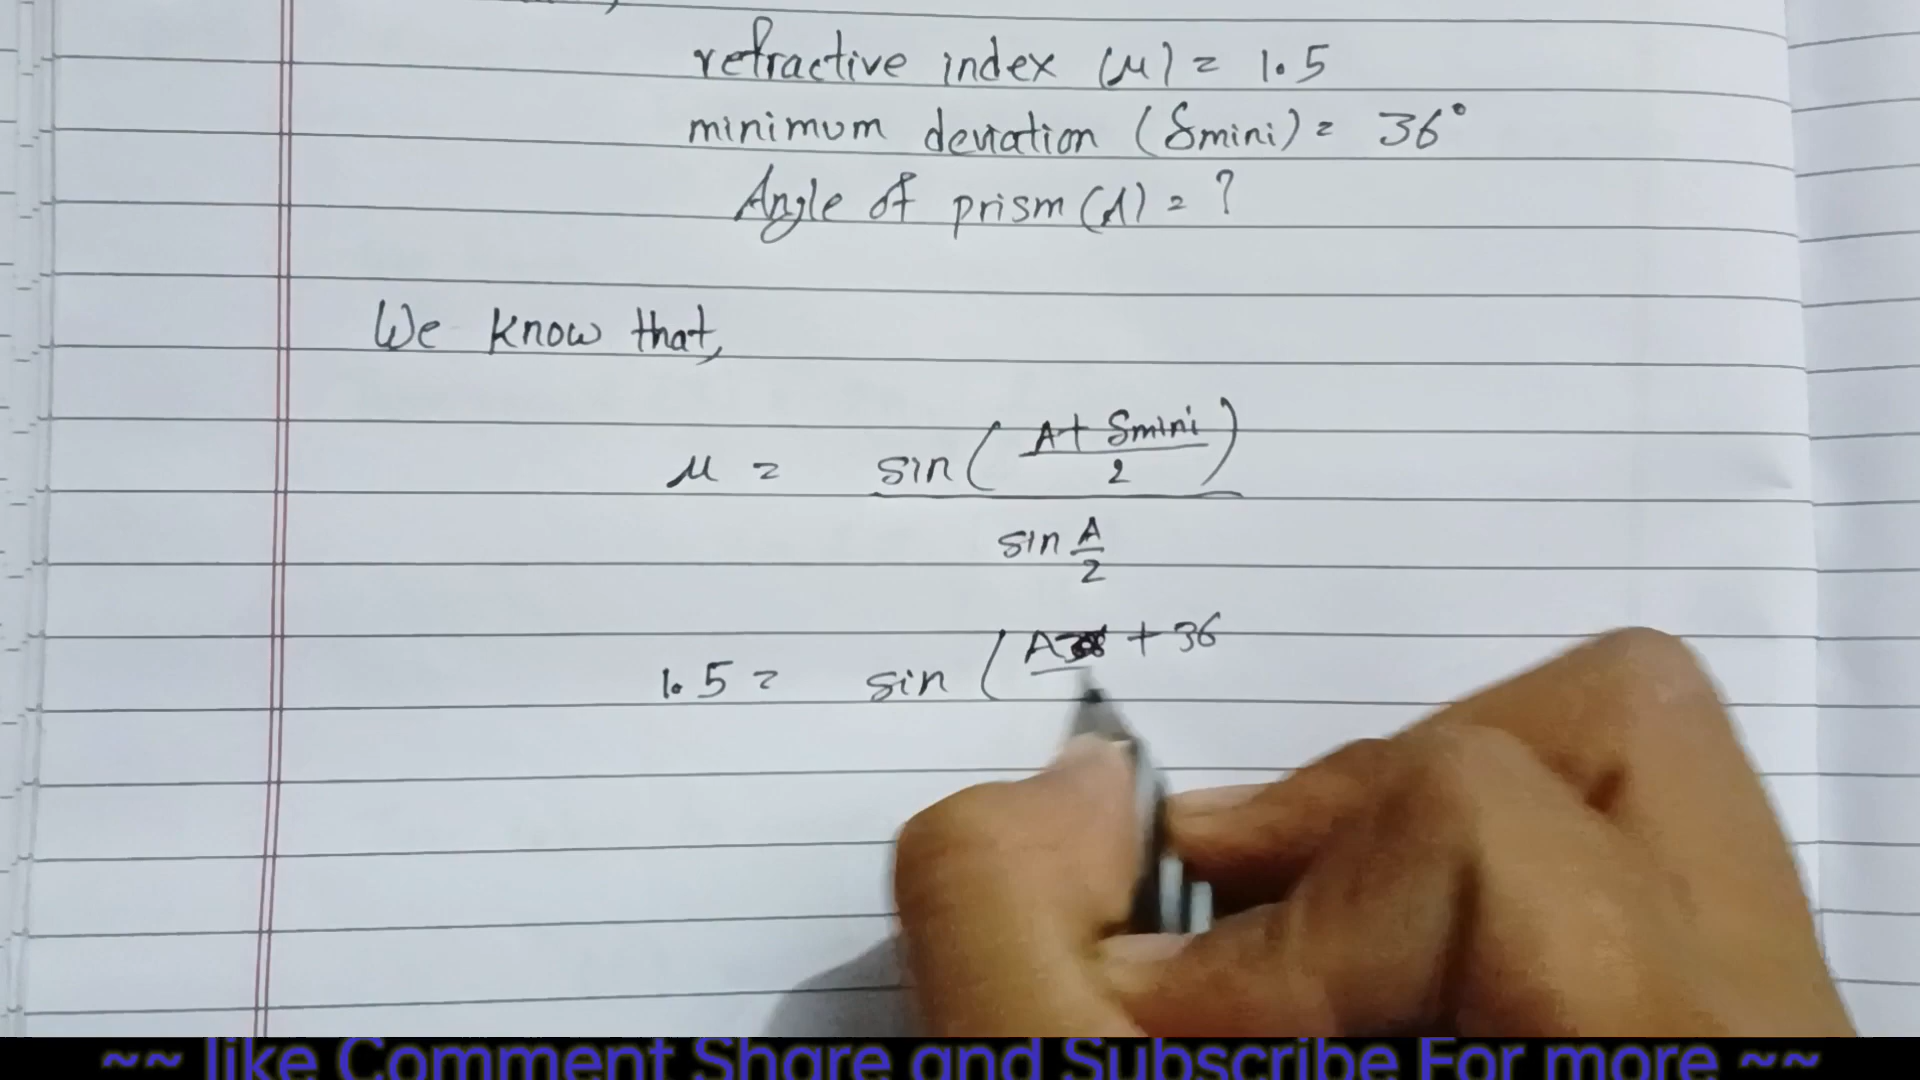 refractive index (μ) = 1.5
minimum deviation (δmini) = 36°
Angle of prism (A) = ?
We know that,
μ = sin(A + δmini / 2) / sin A/2
1.5 = sin (A + 36
~~ like Comment Share and Subscribe For more ~~